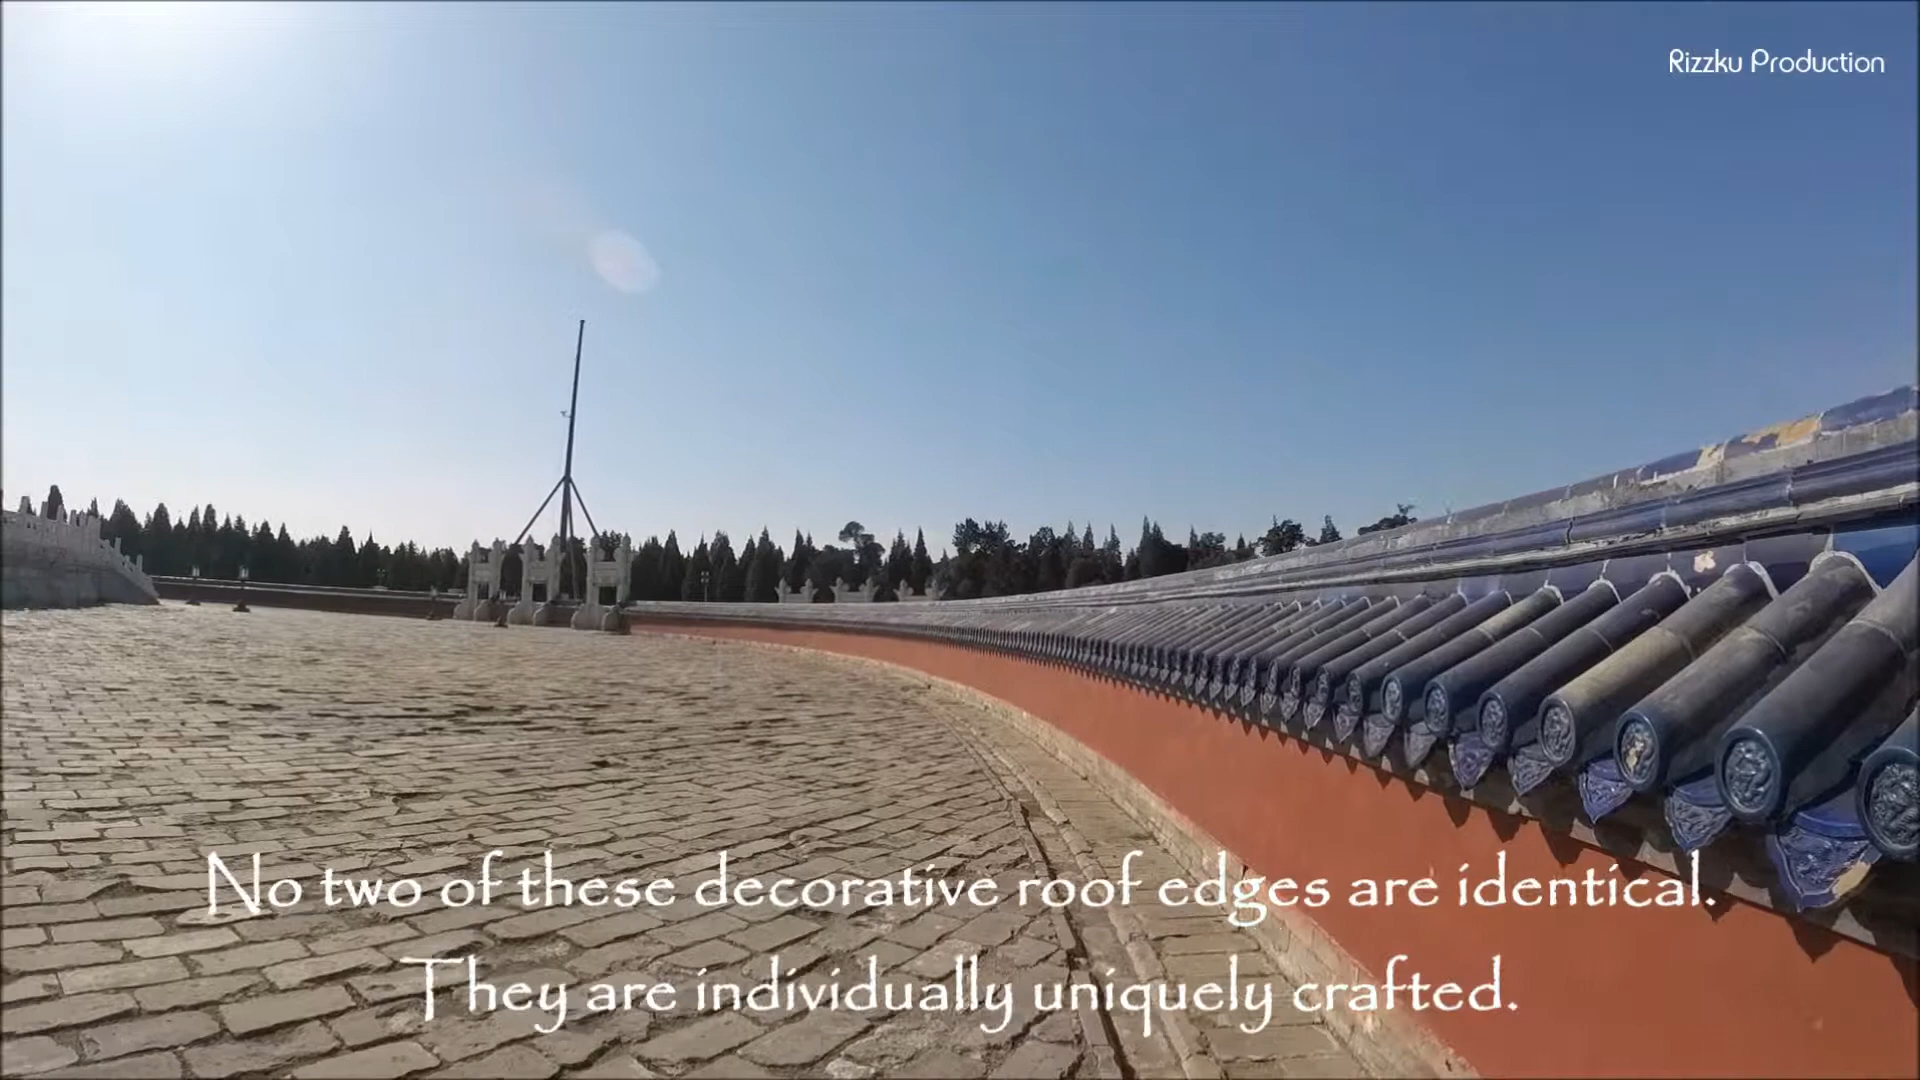 Rizzku Production
No two of these decorative roof edges are identical.
They are individually uniquely crafted.